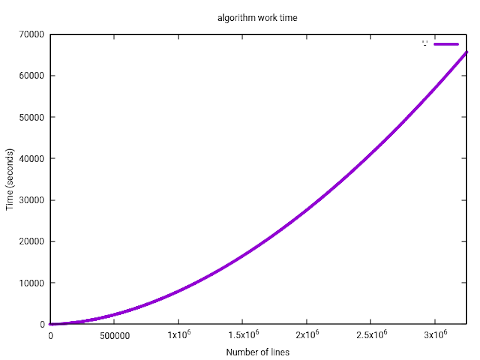 algorithm work time
70000
60000
50000
40000
30000
20000
10000
0
0 500000 1x10⁶ 1.5x10⁶ 2x10⁶ 2.5x10⁶ 3x10⁶
Time (seconds)
Number of lines